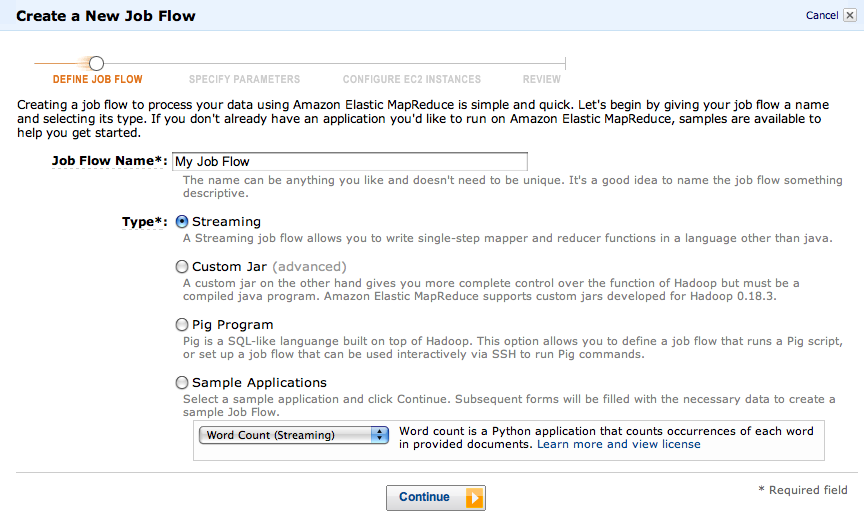 Create a New Job Flow
Cancel
DEFINE JOB FLOW
SPECIFY PARAMETERS
CONFIGURE EC2 INSTANCES
REVIEW
Creating a job flow to process your data using Amazon Elastic MapReduce is simple and quick. Let's begin by giving your job flow a name
and selecting its type. If you don't already have an application you'd like to run on Amazon Elastic MapReduce, samples are available to
help you get started.
Job Flow Name*: My Job Flow
The name can be anything you like and doesn't need to be unique. It's a good idea to name the job flow something
descriptive.
Type*: Streaming
A Streaming job flow allows you to write single-step mapper and reducer functions in a language other than java.
Custom Jar (advanced)
A custom jar on the other hand gives you more complete control over the function of Hadoop but must be a
compiled java program. Amazon Elastic MapReduce supports custom jars developed for Hadoop 0.18.3.
Pig Program
Pig is a SQL-like languange built on top of Hadoop. This option allows you to define a job flow that runs a Pig script,
or set up a job flow that can be used interactively via SSH to run Pig commands.
Sample Applications
Select a sample application and click Continue. Subsequent forms will be filled with the necessary data to create a
sample Job Flow.
Word Count (Streaming)
Word count is a Python application that counts occurrences of each word
in provided documents. Learn more and view license
* Required field
Continue